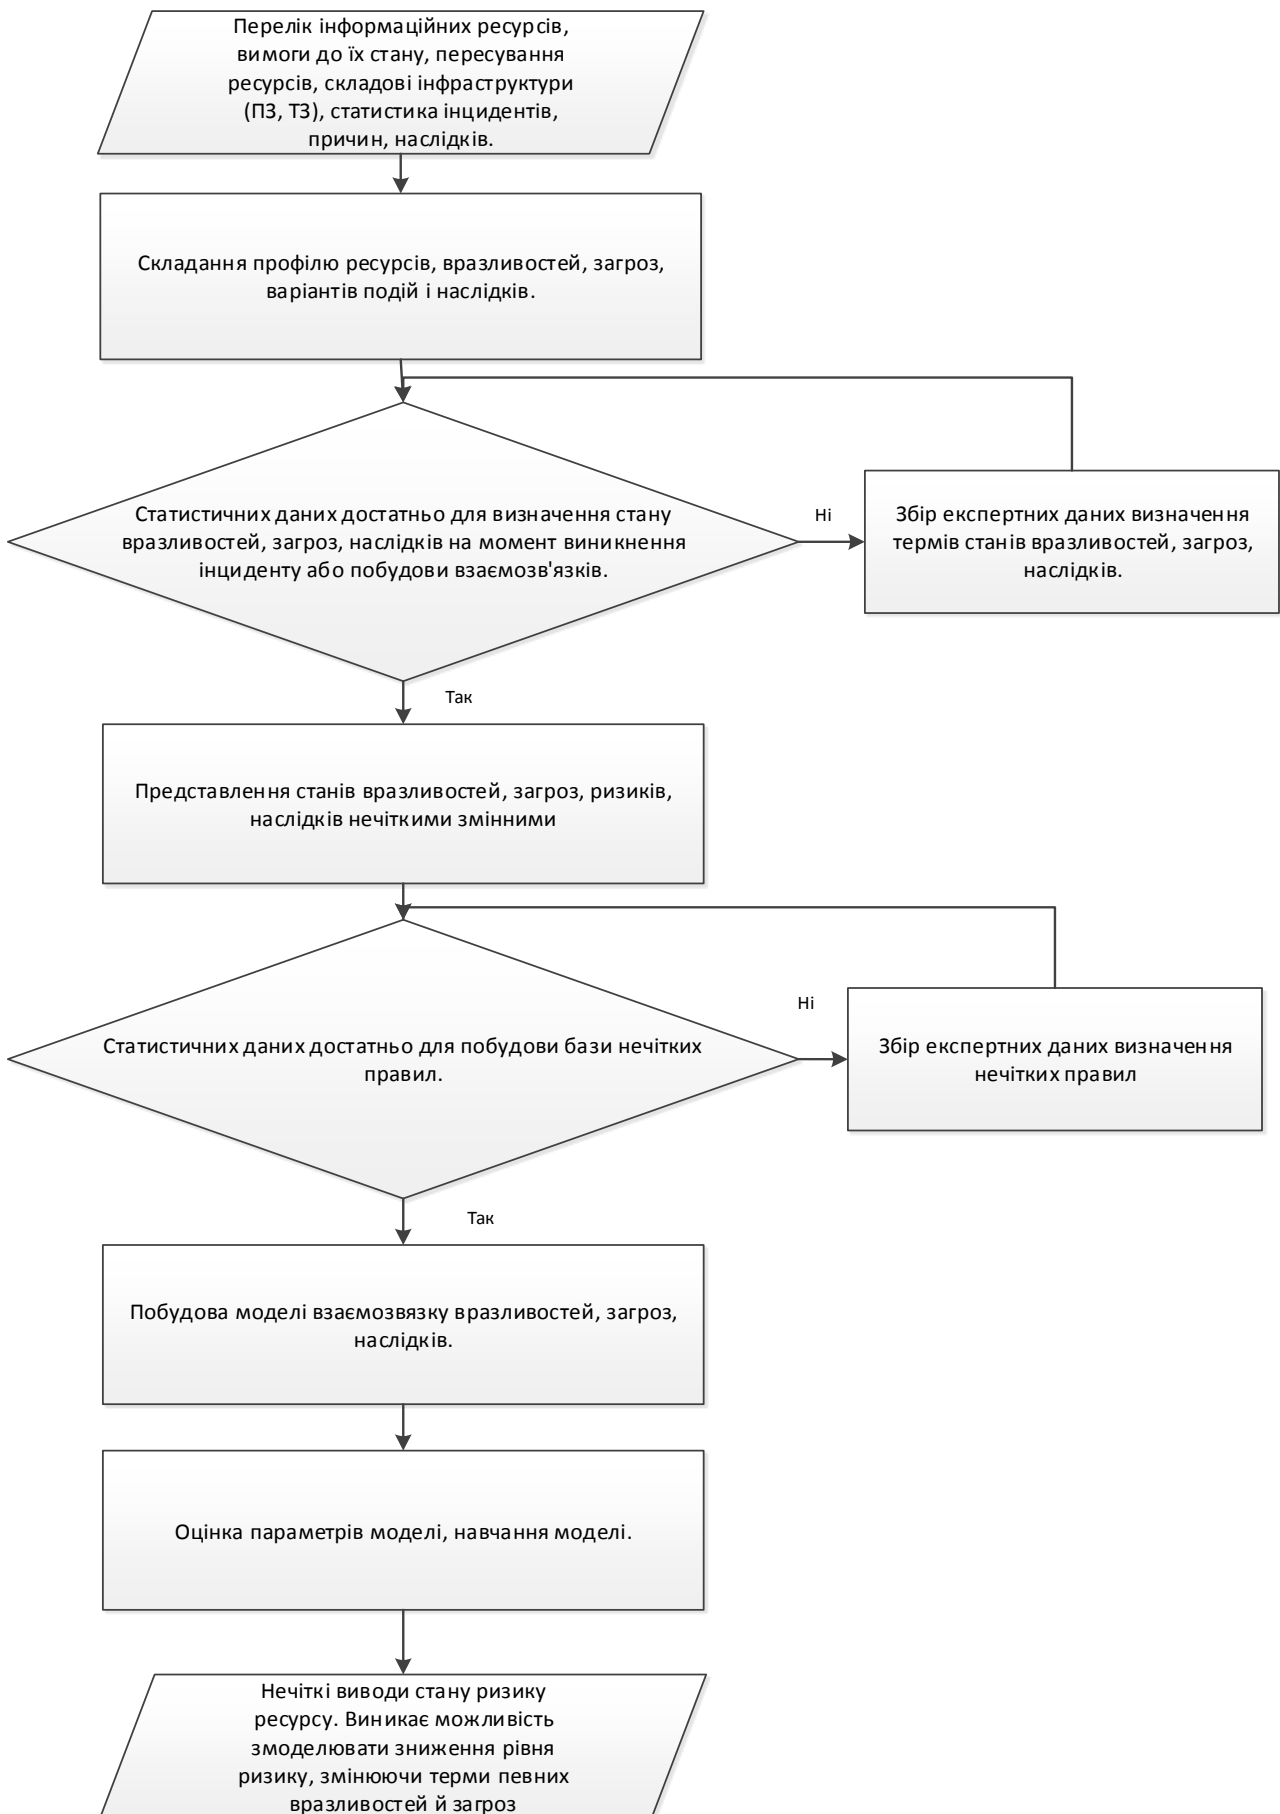 Перелік інформаційних ресурсів,
вимоги до їх стану, пересування
ресурсів, складові інфраструктури
(ПЗ, ТЗ), статистика інцидентів,
причин, наслідків.
Складання профілю ресурсів, вразливостей, загроз,
варіантів подій і наслідків.
Статистичних даних достатньо для визначення стану
вразливостей, загроз, наслідків на момент виникнення
інциденту або побудови взаємозв'язків.
Ні
Збір експертних даних визначення
термів станів вразливостей, загроз,
наслідків.
Так
Представлення станів вразливостей, загроз, ризиків,
наслідків нечіткими змінними
Статистичних даних достатньо для побудови бази нечітких
правил.
Ні
Збір експертних даних визначення
нечітких правил
Так
Побудова моделі взаємозвязку вразливостей, загроз,
наслідків.
Оцінка параметрів моделі, навчання моделі.
Нечіткі виводи стану ризику
ресурсу. Виникає можливість
змоделювати зниження рівня
ризику, змінюючи терми певних
вразливостей й загроз